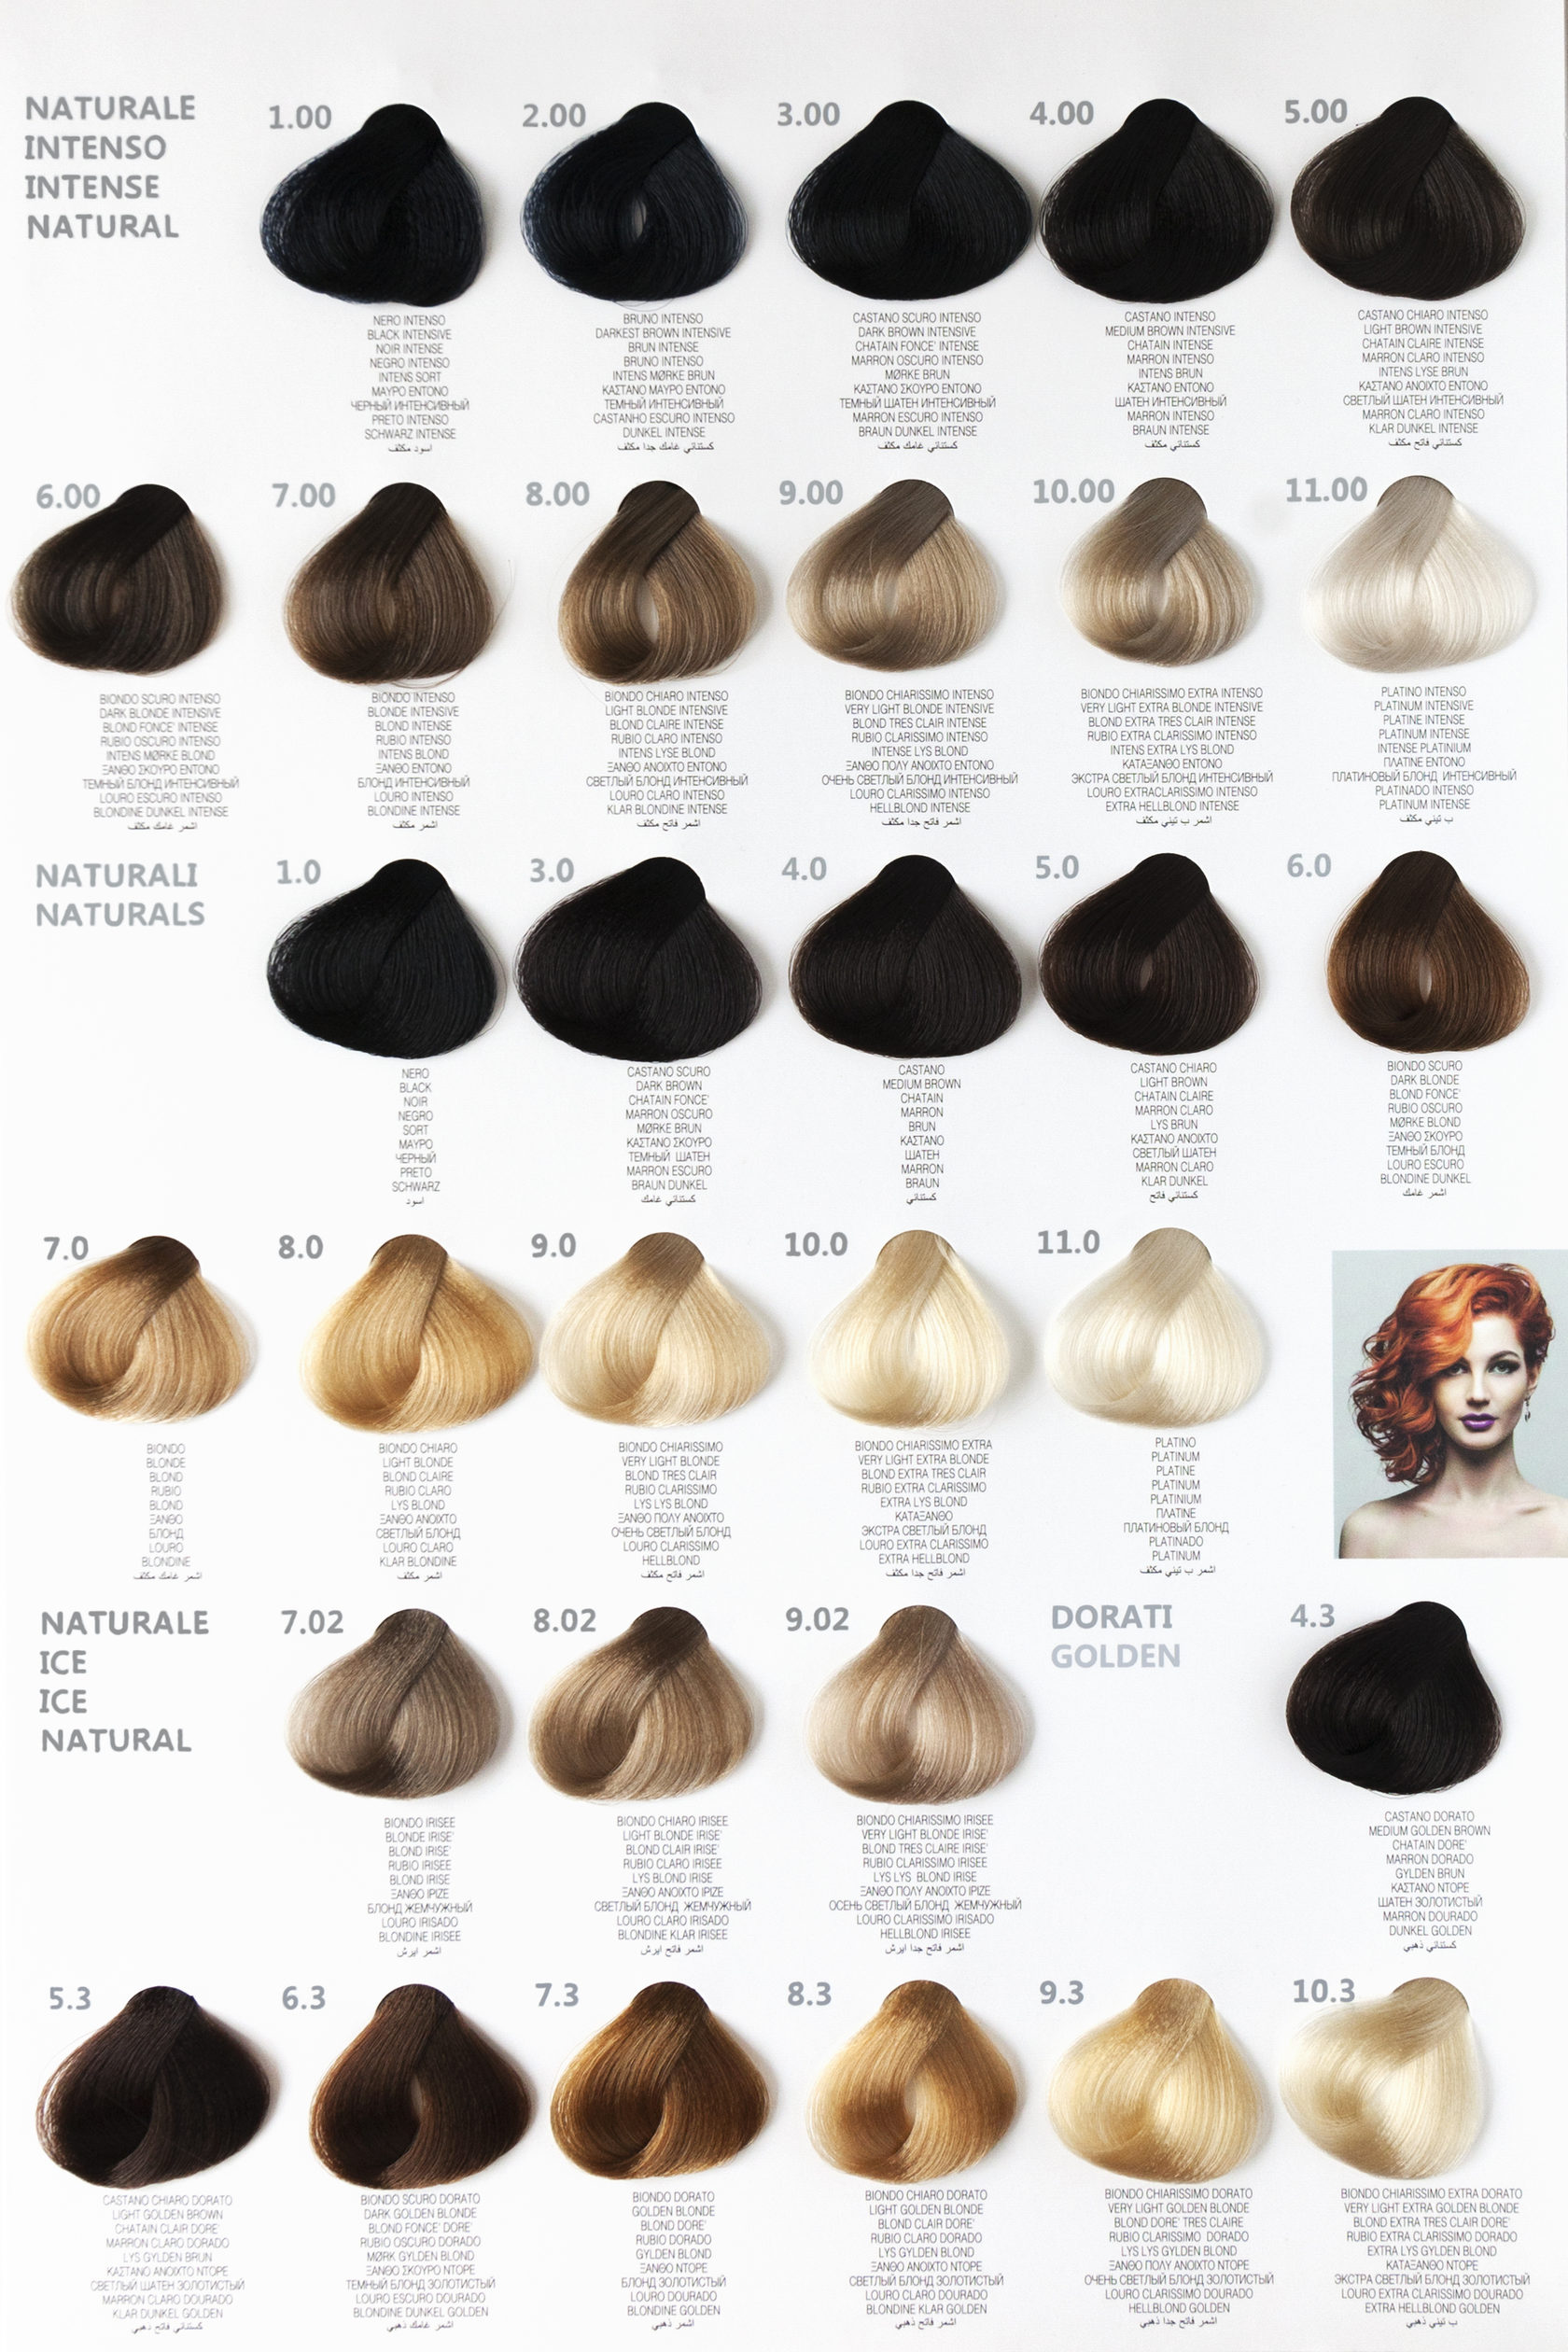 NATURALE
INTENSO
INTENSE
NATURAL
1.00
NERO INTENSO
BLACK INTENSIVE
NOIR INTENSE
NEGRO INTENSO
INTENS SORT
ΜΑΥΡΟ ΕΝΤΟΝΟ
ЧЕРНЫЙ ИНТЕНСИВНЫЙ
PRETO INTENSO
SCHWARZ INTENSE
اسود مكثف
2.00
BRUNO INTENSO
DARKEST BROWN INTENSIVE
BRUN INTENSE
BRUNO INTENSO
INTENS MØRKE BRUN
ΚΑΣΤΑΝΟ ΜΑΥΡΟ ΕΝΤΟΝΟ
ТЕМНЫЙ ИНТЕНСИВНЫЙ
CASTANHO ESCURO INTENSO
DUNKEL INTENSE
كستنائي غامك جدا مكثف
3.00
CASTANO SCURO INTENSO
DARK BROWN INTENSIVE
CHATAIN FONCE' INTENSE
MARRON OSCURO INTENSO
MØRKE BRUN
ΚΑΣΤΑΝΟ ΣΚΟΥΡΟ ΕΝΤΟΝΟ
ТЕМНЫЙ ШАТЕН ИНТЕНСИВНЫЙ
MARRON ESCURO INTENSO
BRAUN DUNKEL INTENSE
كستنائي غامك مكثف
4.00
CASTANO INTENSO
MEDIUM BROWN INTENSIVE
CHATAIN INTENSE
MARRON INTENSO
INTENS BRUN
ΚΑΣΤΑΝΟ ΕΝΤΟΝΟ
ШАТЕН ИНТЕНСИВНЫЙ
MARRON INTENSO
BRAUN INTENSE
كستنائي مكثف
5.00
CASTANO CHIARO INTENSO
LIGHT BROWN INTENSIVE
CHATAIN CLAIRE INTENSE
MARRON CLARO INTENSO
INTENS LYSE BRUN
ΚΑΣΤΑΝΟ ΑΝΟΙΧΤΟ ΕΝΤΟΝΟ
СВЕТЛЫЙ ШАТЕН ИНТЕНСИВНЫЙ
MARRON CLARO INTENSO
KLAR DUNKEL INTENSE
كستنائي فاتح مكثف
6.00
BIONDO SCURO INTENSO
DARK BLONDE INTENSIVE
BLOND FONCE' INTENSE
RUBIO OSCURO INTENSO
INTENS MØRKE BLOND
ΞΑΝΘΟ ΣΚΟΥΡΟ ΕΝΤΟΝΟ
ТЕМНЫЙ БЛОНД ИНТЕНСИВНЫЙ
LOURO ESCURO INTENSO
BLONDINE DUNKEL INTENSE
اشمر غامك مكثف
7.00
BIONDO INTENSO
BLONDE INTENSIVE
BLOND INTENSE
RUBIO INTENSO
INTENS BLOND
ΞΑΝΘΟ ΕΝΤΟΝΟ
БЛОНД ИНТЕНСИВНЫЙ
LOURO INTENSO
BLONDINE INTENSE
اشمر مكثف
8.00
BIONDO CHIARO INTENSO
LIGHT BLONDE INTENSIVE
BLOND CLAIRE INTENSE
RUBIO CLARO INTENSO
INTENS LYSE BLOND
ΞΑΝΘΟ ΑΝΟΙΧΤΟ ΕΝΤΟΝΟ
СВЕТЛЫЙ БЛОНД ИНТЕНСИВНЫЙ
LOURO CLARO INTENSO
KLAR BLONDINE INTENSE
اشمر فاتح مكثف
9.00
BIONDO CHIARISSIMO INTENSO
VERY LIGHT BLONDE INTENSIVE
BLOND TRES CLAIR INTENSE
RUBIO CLARISSIMO INTENSO
INTENSE LYS BLOND
ΞΑΝΘΟ ΠΟΛΥ ΑΝΟΙΧΤΟ ΕΝΤΟΝΟ
ОЧЕНЬ СВЕТЛЫЙ БЛОНД ИНТЕНСИВНЫЙ
LOURO CLARISSIMO INTENSO
HELLBLOND INTENSE
اشمر فاتح جدا مكثف
10.00
BIONDO CHIARISSIMO EXTRA INTENSO
VERY LIGHT EXTRA BLONDE INTENSIVE
BLOND EXTRA TRES CLAIR INTENSE
RUBIO EXTRA CLARISSIMO INTENSO
INTENS EXTRA LYS BLOND
ΚΑΤΑΞΑΝΘΟ ΕΝΤΟΝΟ
ЭКСТРА СВЕТЛЫЙ БЛОНД ИНТЕНСИВНЫЙ
LOURO EXTRACLARISSIMO INTENSO
EXTRA HELLBLOND INTENSE
اشمر ب تيني مكثف
11.00
PLATINO INTENSO
PLATINUM INTENSIVE
PLATINE INTENSE
PLATINUM INTENSE
INTENSE PLATINIUM
ΠΛΑΤΙΝΕ ΕΝΤΟΝΟ
ПЛАТИНОВЫЙ БЛОНД ИНТЕНСИВНЫЙ
PLATINADO INTENSO
PLATINUM INTENSE
ب تيني مكثف
NATURALI
NATURALS
1.0
NERO
BLACK
NOIR
NEGRO
SORT
ΜΑΥΡΟ
ЧЕРНЫЙ
PRETO
SCHWARZ
اسود
3.0
CASTANO SCURO
DARK BROWN
CHATAIN FONCE'
MARRON OSCURO
MØRKE BRUN
ΚΑΣΤΑΝΟ ΣΚΟΥΡΟ
ТЕМНЫЙ ШАТЕН
MARRON ESCURO
BRAUN DUNKEL
كستنائي غامك
4.0
CASTANO
MEDIUM BROWN
CHATAIN
MARRON
BRUN
ΚΑΣΤΑΝΟ
ШАТЕН
MARRON
BRAUN
كستنائي
5.0
CASTANO CHIARO
LIGHT BROWN
CHATAIN CLAIRE
MARRON CLARO
LYS BRUN
ΚΑΣΤΑΝΟ ΑΝΟΙΧΤΟ
СВЕТЛЫЙ ШАТЕН
MARRON CLARO
KLAR DUNKEL
كستنائي فاتح
6.0
BIONDO SCURO
DARK BLONDE
BLOND FONCE'
RUBIO OSCURO
MØRKE BLOND
ΞΑΝΘΟ ΣΚΟΥΡΟ
ТЕМНЫЙ БЛОНД
LOURO ESCURO
BLONDINE DUNKEL
اشمر غامك
7.0
BIONDO
BLONDE
BLOND
RUBIO
BLOND
ΞΑΝΘΟ
БЛОНД
LOURO
BLONDINE
اشمر غامك مكثف
8.0
BIONDO CHIARO
LIGHT BLONDE
BLOND CLAIRE
RUBIO CLARO
LYS BLOND
ΞΑΝΘΟ ΑΝΟΙΧΤΟ
СВЕТЛЫЙ БЛОНД
LOURO CLARO
KLAR BLONDINE
اشمر مكثف
9.0
BIONDO CHIARISSIMO
VERY LIGHT BLONDE
BLOND TRES CLAIR
RUBIO CLARISSIMO
LYS LYS BLOND
ΞΑΝΘΟ ΠΟΛΥ ΑΝΟΙΧΤΟ
ОЧЕНЬ СВЕТЛЫЙ БЛОНД
LOURO CLARISSIMO
HELLBLOND
اشمر فاتح مكثف
10.0
BIONDO CHIARISSIMO EXTRA
VERY LIGHT EXTRA BLONDE
BLOND EXTRA TRES CLAIR
RUBIO EXTRA CLARISSIMO
EXTRA LYS BLOND
ΚΑΤΑΞΑΝΘΟ
ЭКСТРА СВЕТЛЫЙ БЛОНД
LOURO EXTRA CLARISSIMO
EXTRA HELLBLOND
اشمر فاتح جدا مكثف
11.0
PLATINO
PLATINUM
PLATINE
PLATINUM
PLATINIUM
ΠΛΑΤΙΝΕ
ПЛАТИНОВЫЙ БЛОНД
PLATINADO
PLATINUM
اشمر ب تيني مكثف
NATURALE
ICE
ICE
NATURAL
7.02
BIONDO IRISEE
BLONDE IRISE'
BLOND IRISE'
RUBIO IRISEE
BLOND IRISE
ΞΑΝΘΟ ΙΡΙΖΕ
БЛОНД ЖЕМЧУЖНЫЙ
LOURO IRISADO
BLONDINE IRISEE
اشمر ايرش
8.02
BIONDO CHIARO IRISEE
LIGHT BLONDE IRISE'
BLOND CLAIR IRISE'
RUBIO CLARO IRISEE
LYS BLOND IRISE
ΞΑΝΘΟ ΑΝΟΙΧΤΟ ΙΡΙΖΕ
СВЕТЛЫЙ БЛОНД ЖЕМЧУЖНЫЙ
LOURO CLARO IRISADO
BLONDINE KLAR IRISEE
اشمر فاتح ايرش
9.02
BIONDO CHIARISSIMO IRISEE
VERY LIGHT BLONDE IRISE'
BLOND TRES CLAIRE IRISE'
RUBIO CLARISSIMO IRISEE
LYS LYS BLOND IRISE
ΞΑΝΘΟ ΠΟΛΥ ΑΝΟΙΧΤΟ ΙΡΙΖΕ
ОСЕНЬ СВЕТЛЫЙ БЛОНД ЖЕМЧУЖНЫЙ
LOURO CLARISSIMO IRISADO
HELLBLOND IRISEE
اشمر فاتح جدا ايرش
DORATI
GOLDEN
4.3
CASTANO DORATO
MEDIUM GOLDEN BROWN
CHATAIN DORE'
MARRON DORADO
GYLDEN BRUN
ΚΑΣΤΑΝΟ ΝΤΟΡΕ
ШАТЕН ЗОЛОТИСТЫЙ
MARRON DOURADO
DUNKEL GOLDEN
كستنائي ذهبي
5.3
CASTANO CHIARO DORATO
LIGHT GOLDEN BROWN
CHATAIN CLAIR DORE'
MARRON CLARO DORADO
LYS GYLDEN BRUN
ΚΑΣΤΑΝΟ ΑΝΟΙΧΤΟ ΝΤΟΡΕ
СВЕТЛЫЙ ШАТЕН ЗОЛОТИСТЫЙ
MARRON CLARO DOURADO
KLAR DUNKEL GOLDEN
كستنائي فاتح ذهبي
6.3
BIONDO SCURO DORATO
DARK GOLDEN BLONDE
BLOND FONCE' DORE'
RUBIO OSCURO DORADO
MØRK GYLDEN BLOND
ΞΑΝΘΟ ΣΚΟΥΡΟ ΝΤΟΡΕ
ТЕМНЫЙ БЛОНД ЗОЛОТИСТЫЙ
LOURO ESCURO DOURADO
BLONDINE DUNKEL GOLDEN
اشمر غامك ذهبي
7.3
BIONDO DORATO
GOLDEN BLONDE
BLOND DORE'
RUBIO DORADO
GYLDEN BLOND
ΞΑΝΘΟ ΝΤΟΡΕ
БЛОНД ЗОЛОТИСТЫЙ
LOURO DOURADO
BLONDINE GOLDEN
اشمر ذهبي
8.3
BIONDO CHIARO DORATO
LIGHT GOLDEN BLONDE
BLOND CLAIR DORE'
RUBIO CLARO DORADO
LYS GYLDEN BLOND
ΞΑΝΘΟ ΑΝΟΙΧΤΟ ΝΤΟΡΕ
СВЕТЛЫЙ БЛОНД ЗОЛОТИСТЫЙ
LOURO CLARO DOURADO
BLONDINE KLAR GOLDEN
اشمر فاتح ذهبي
9.3
BIONDO CHIARISSIMO DORATO
VERY LIGHT GOLDEN BLONDE
BLOND DORE' TRES CLAIRE
RUBIO CLARISSIMO DORADO
LYS LYS GYLDEN BLOND
ΞΑΝΘΟ ΠΟΛΥ ΑΝΟΙΧΤΟ ΝΤΟΡΕ
ОЧЕНЬ СВЕТЛЫЙ БЛОНД ЗОЛОТИСТЫЙ
LOURO CLARISSIMO DOURADO
HELLBLOND GOLDEN
اشمر فاتح جدا ذهبي
10.3
BIONDO CHIARISSIMO EXTRA DORATO
VERY LIGHT EXTRA GOLDEN BLONDE
BLOND EXTRA TRES CLAIR DORE'
RUBIO EXTRA CLARISSIMO DORADO
EXTRA LYS GYLDEN BLOND
ΚΑΤΑΞΑΝΘΟ ΝΤΟΡΕ
ЭКСТРА СВЕТЛЫЙ БЛОНД ЗОЛОТИСТЫЙ
LOURO EXTRA CLARISSIMO DOURADO
EXTRA HELLBLOND GOLDEN
ب تيني ذهبي